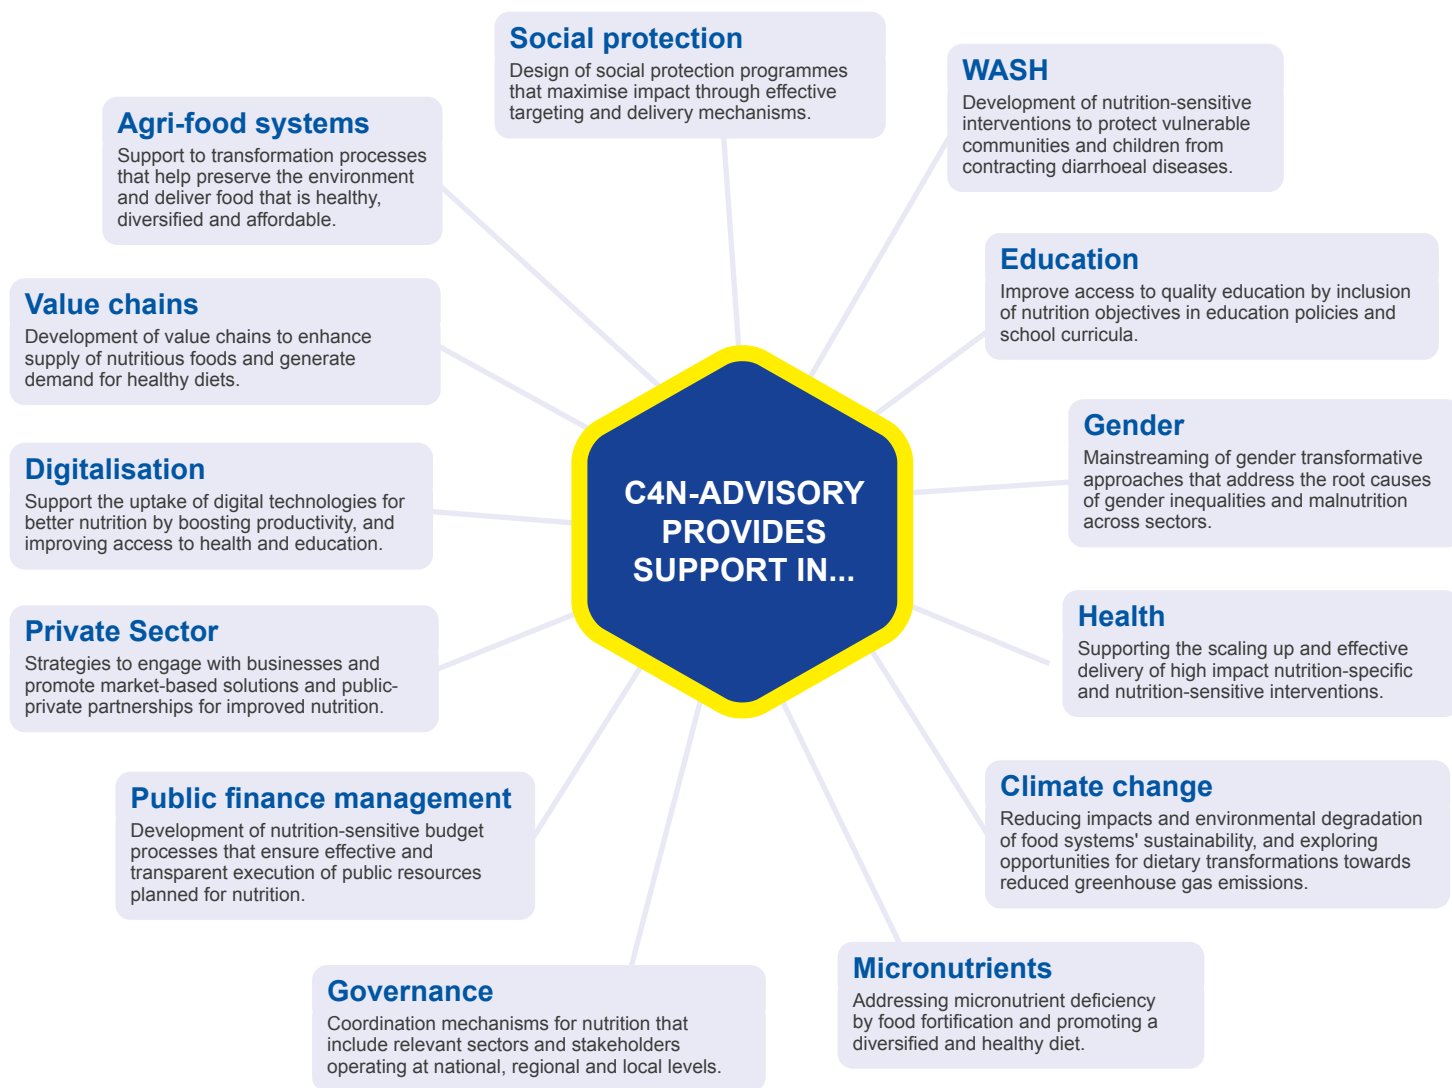 Social protection
Design of social protection programmes
that maximise impact through effective
targeting and delivery mechanisms.
WASH
Development of nutrition-sensitive
interventions to protect vulnerable
communities and children from
contracting diarrhoeal diseases.
Agri-food systems
Support to transformation processes
that help preserve the environment
and deliver food that is healthy,
diversified and affordable.
Education
Improve access to quality education by inclusion
of nutrition objectives in education policies and
school curricula.
Value chains
Development of value chains to enhance
supply of nutritious foods and generate
demand for healthy diets.
Gender
Mainstreaming of gender transformative
approaches that address the root causes
of gender inequalities and malnutrition
across sectors.
Digitalisation
Support the uptake of digital technologies for
better nutrition by boosting productivity, and
improving access to health and education.
C4N-ADVISORY
PROVIDES
SUPPORT IN...
Health
Supporting the scaling up and effective
delivery of high impact nutrition-specific
and nutrition-sensitive interventions.
Private Sector
Strategies to engage with businesses and
promote market-based solutions and public-
private partnerships for improved nutrition.
Public finance management
Development of nutrition-sensitive budget
processes that ensure effective and
transparent execution of public resources
planned for nutrition.
Climate change
Reducing impacts and environmental degradation
of food systems' sustainability, and exploring
opportunities for dietary transformations towards
reduced greenhouse gas emissions.
Governance
Coordination mechanisms for nutrition that
include relevant sectors and stakeholders
operating at national, regional and local levels.
Micronutrients
Addressing micronutrient deficiency
by food fortification and promoting a
diversified and healthy diet.